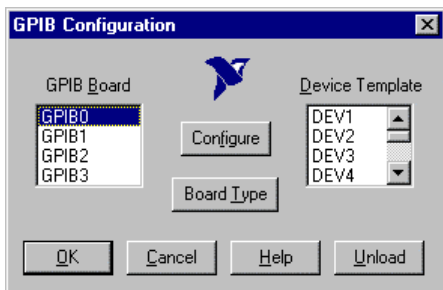 GPIB Configuration
GPIB Board
Device Template
GPIB0
GPIB1
GPIB2
GPIB3
Configure
Board Type
DEV1
DEV2
DEV3
DEV4
OK
Cancel
Help
Unload